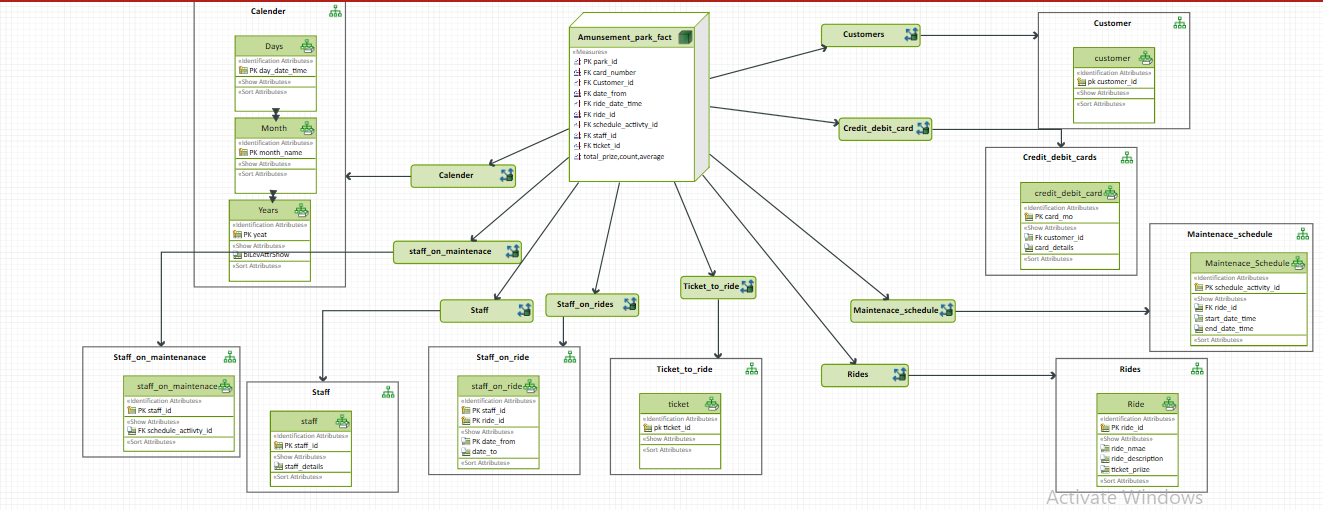 Calender
Days
«Identification Attributes»
PK day_date_time
«Show Attributes»
«Sort Attributes»
Month
«Identification Attributes»
PK month_name
«Show Attributes»
«Sort Attributes»
Years
«Identification Attributes»
PK yeat
«Show Attributes»
biLevAttrShow
«Sort Attributes»
Amusement_park_fact
«Measures»
PK park_id
FK card_number
FK Customer_id
FK date_from
FK ride_date_time
FK ride_id
FK schedule_actiivty_id
FK staff_id
FK ticket_id
total_prize,count,average
Customers
Credit_debit_card
Calender
staff_on_maintenace
Staff
Staff_on_rides
Ticket_to_ride
Maintenace_schedule
Rides
Customer
customer
«Identification Attributes»
pk customer_id
«Show Attributes»
«Sort Attributes»
Credit_debit_cards
credit_debit_card
«Identification Attributes»
PK card_mo
«Show Attributes»
Fk customer_id
card_details
«Sort Attributes»
Maintenace_schedule
Maintenace_Schedule
«Identification Attributes»
PK schedule_activity_id
«Show Attributes»
FK ride_id
start_date_time
end_date_time
«Sort Attributes»
Staff_on_maintenanace
staff_on_maintenace
«Identification Attributes»
PK staff_id
«Show Attributes»
FK schedule_actiivty_id
«Sort Attributes»
Staff
staff
«Identification Attributes»
PK staff_id
«Show Attributes»
staff_details
«Sort Attributes»
Staff_on_ride
staff_on_ride
«Identification Attributes»
PK staff_id
PK ride_id
«Show Attributes»
PK date_from
date_to
«Sort Attributes»
Ticket_to_ride
ticket
«Identification Attributes»
pk ticket_id
«Show Attributes»
«Sort Attributes»
Rides
Ride
«Identification Attributes»
PK ride_id
«Show Attributes»
ride_nmae
ride_description
ticket_priize
«Sort Attributes»
Activate Windows